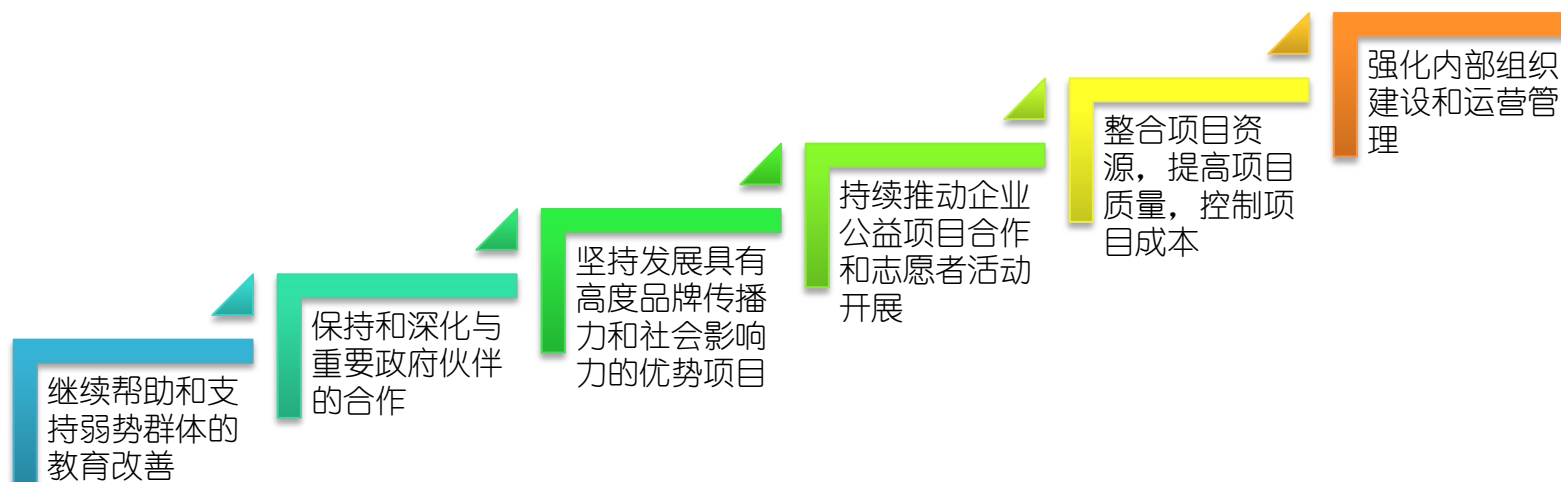 继续帮助和支
持弱势群体的
教育改善
保持和深化与
重要政府伙伴
的合作
坚持发展具有
高度品牌传播
力和社会影响
力的优势项目
持续推动企业
公益项目合作
和志愿者活动
开展
整合项目资
源，提高项目
质量，控制项
目成本
强化内部组织
建设和运营管
理